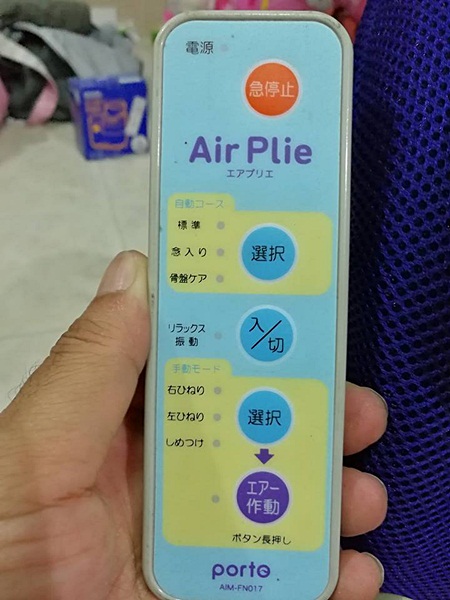 電源
急停止
Air Plie
エアプリエ
自動コース
標準
念入り
骨盤ケア
選択
リラックス
振動
入/切
手動モード
右ひねり
左ひねり
しめつけ
選択
エアー
作動
ボタン長押し
porto
AIM-FN017